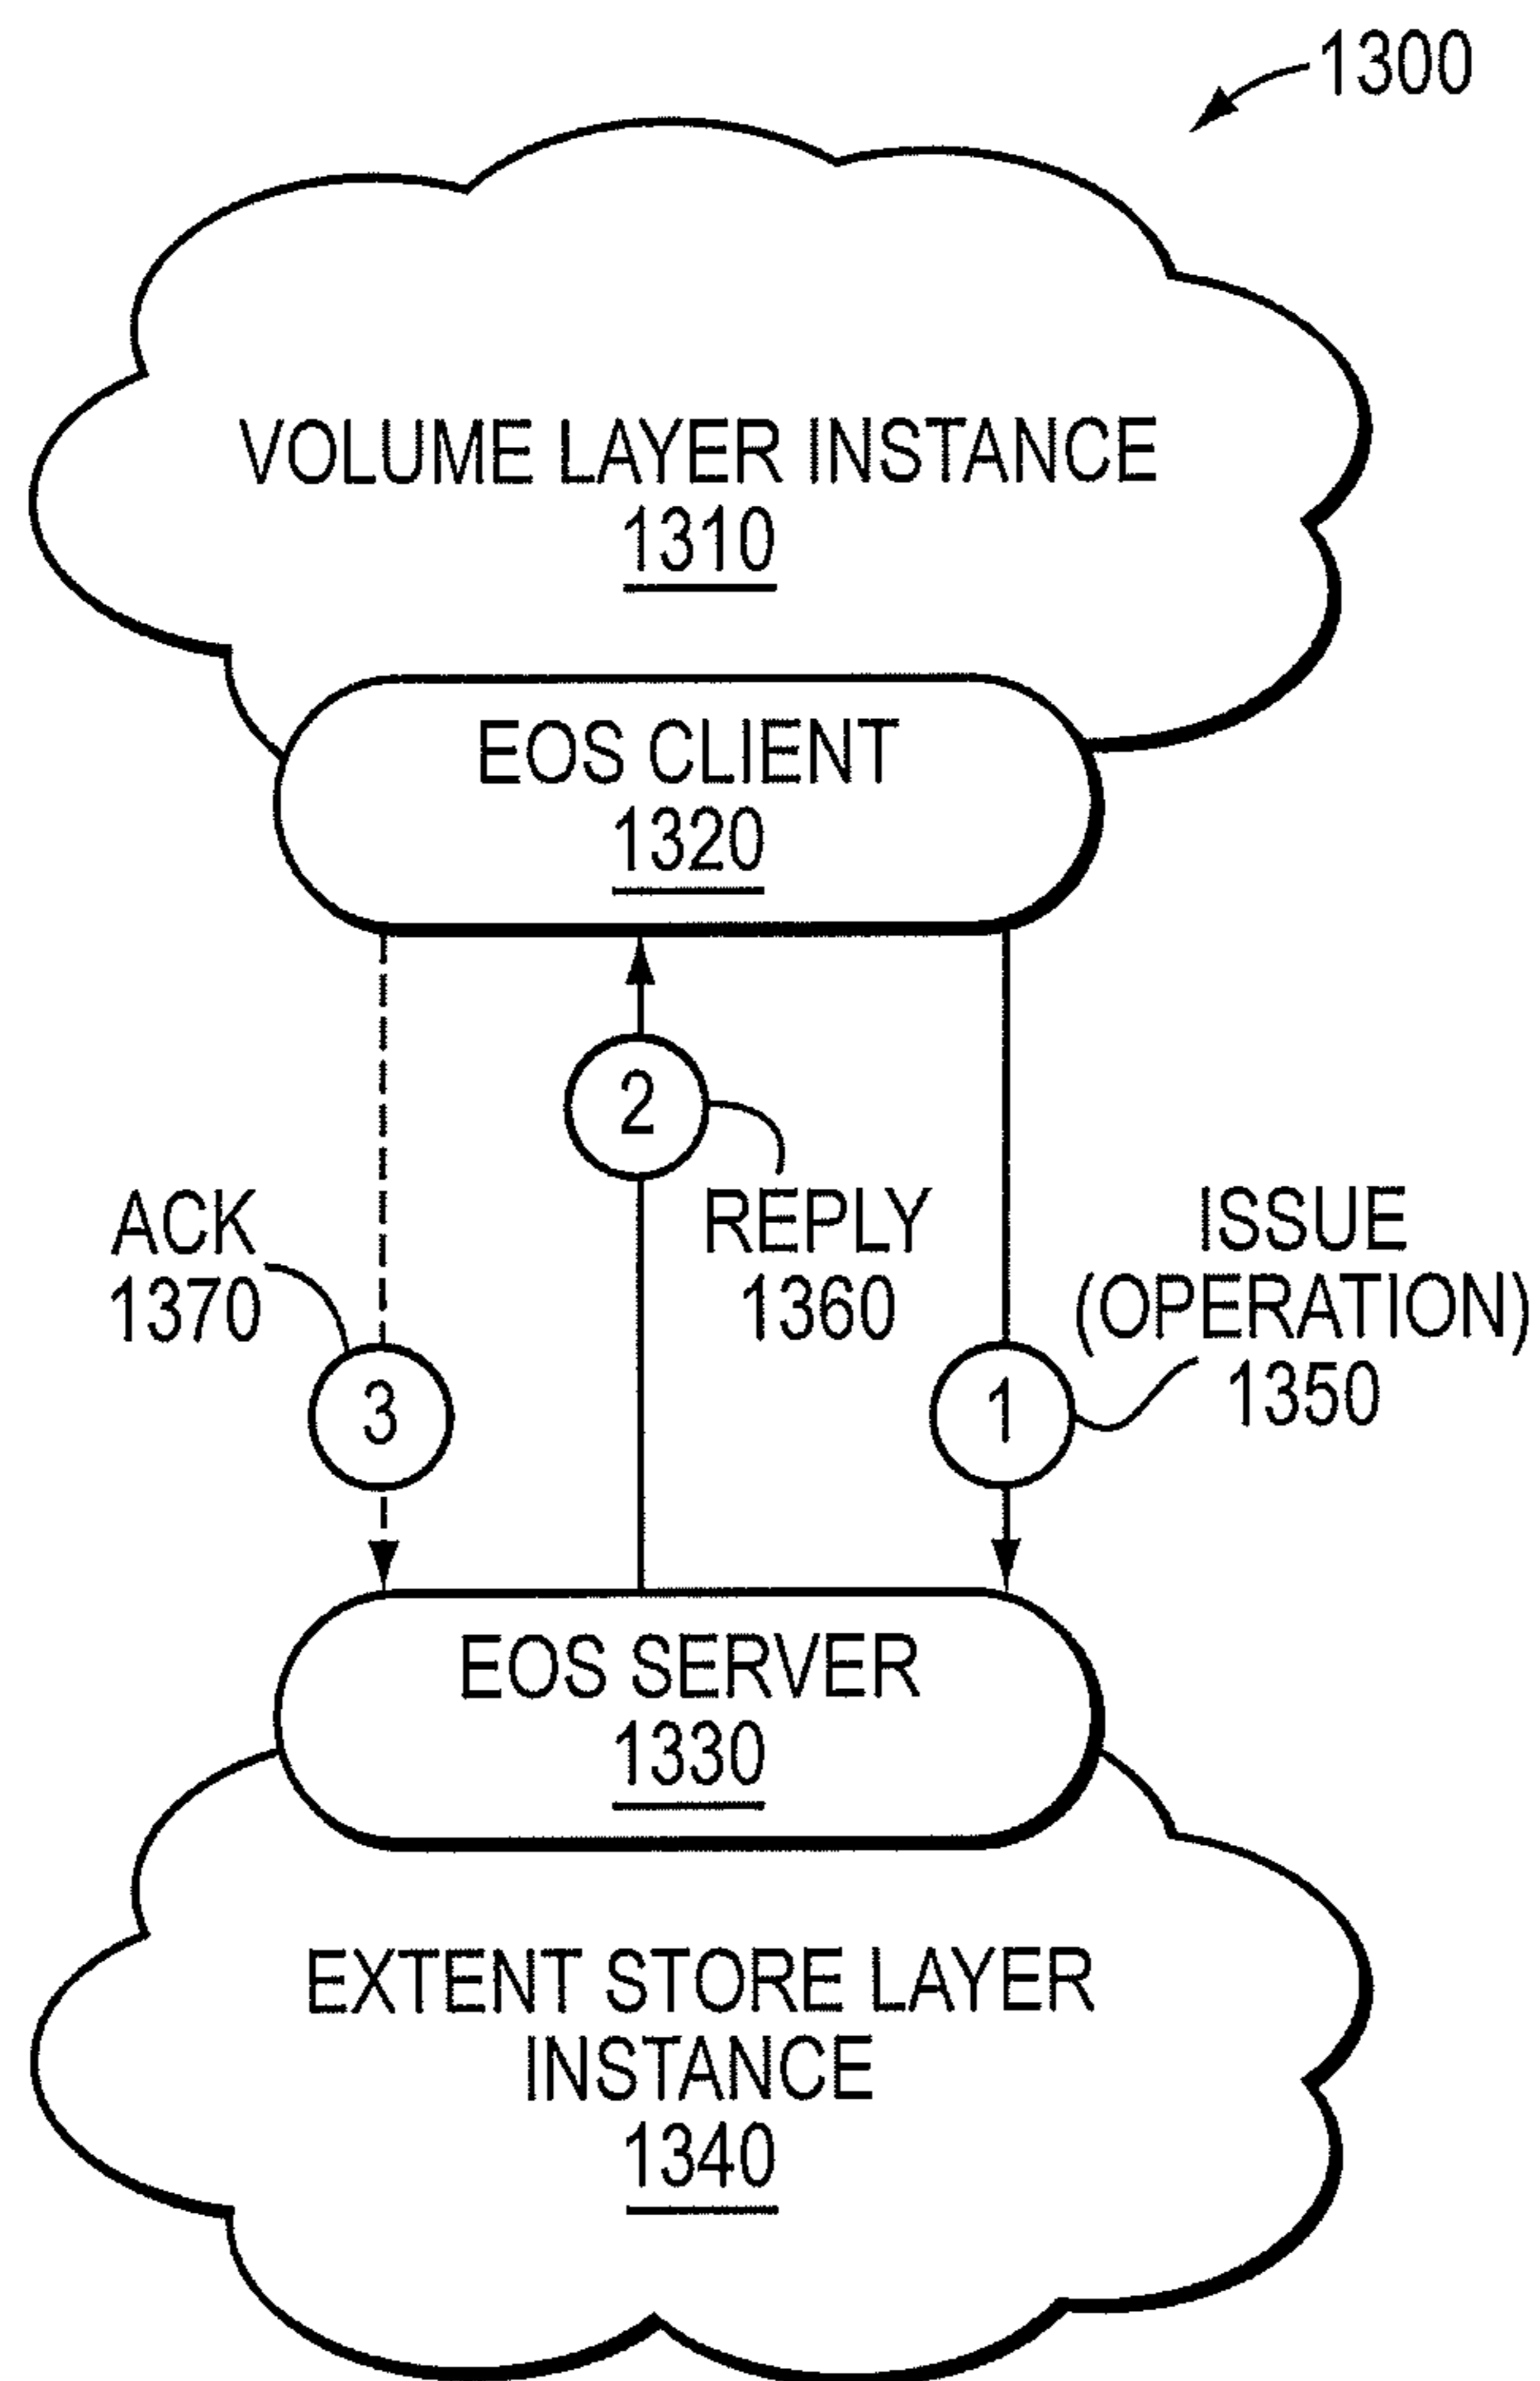 1300
VOLUME LAYER INSTANCE
1310
EOS CLIENT
1320
2
ACK
1370
REPLY
1360
ISSUE
(OPERATION)
1350
3
1
EOS SERVER
1330
EXTENT STORE LAYER
INSTANCE
1340